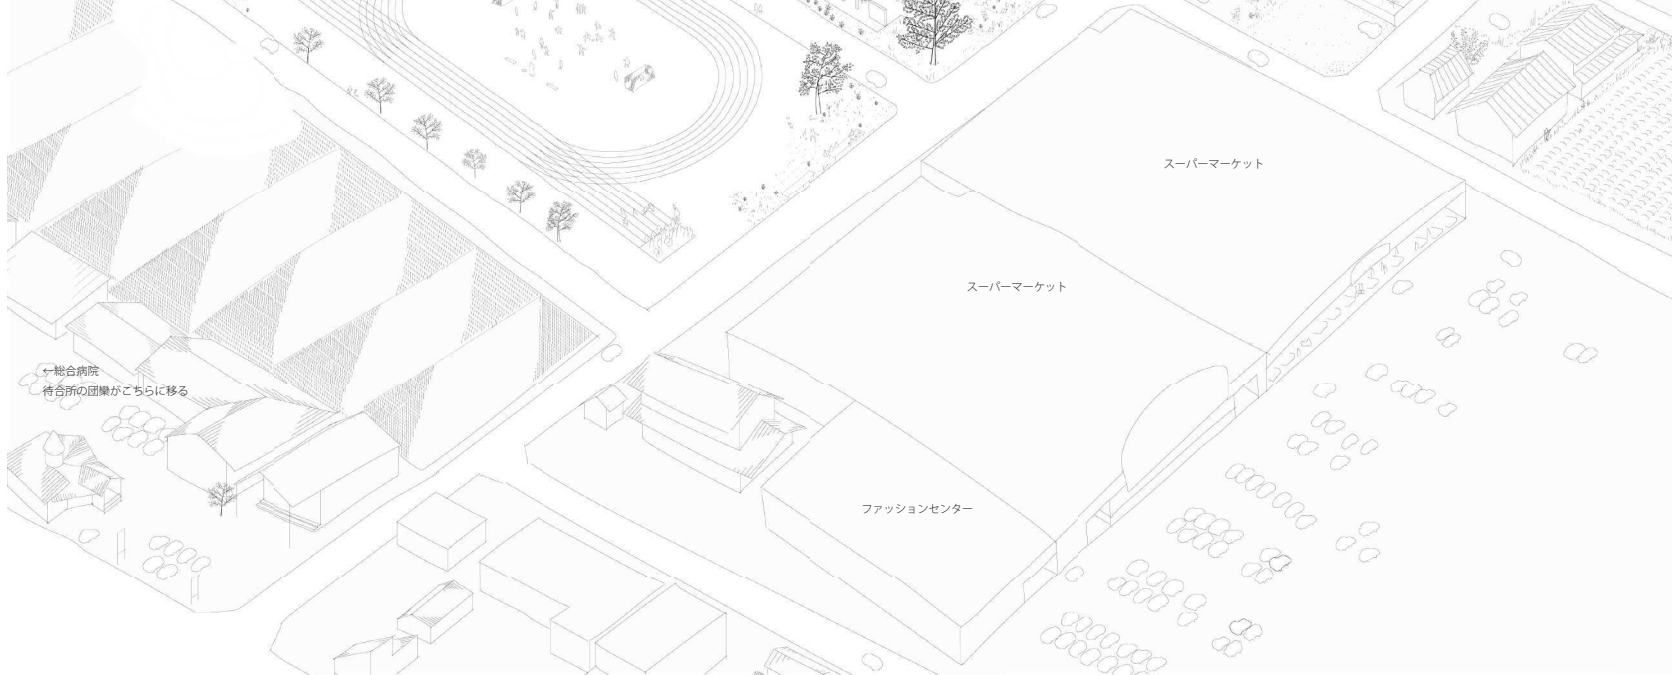 スーパーマーケット
スーパーマーケット
←総合病院
待合所の団欒がこちらに移る
ファッションセンター